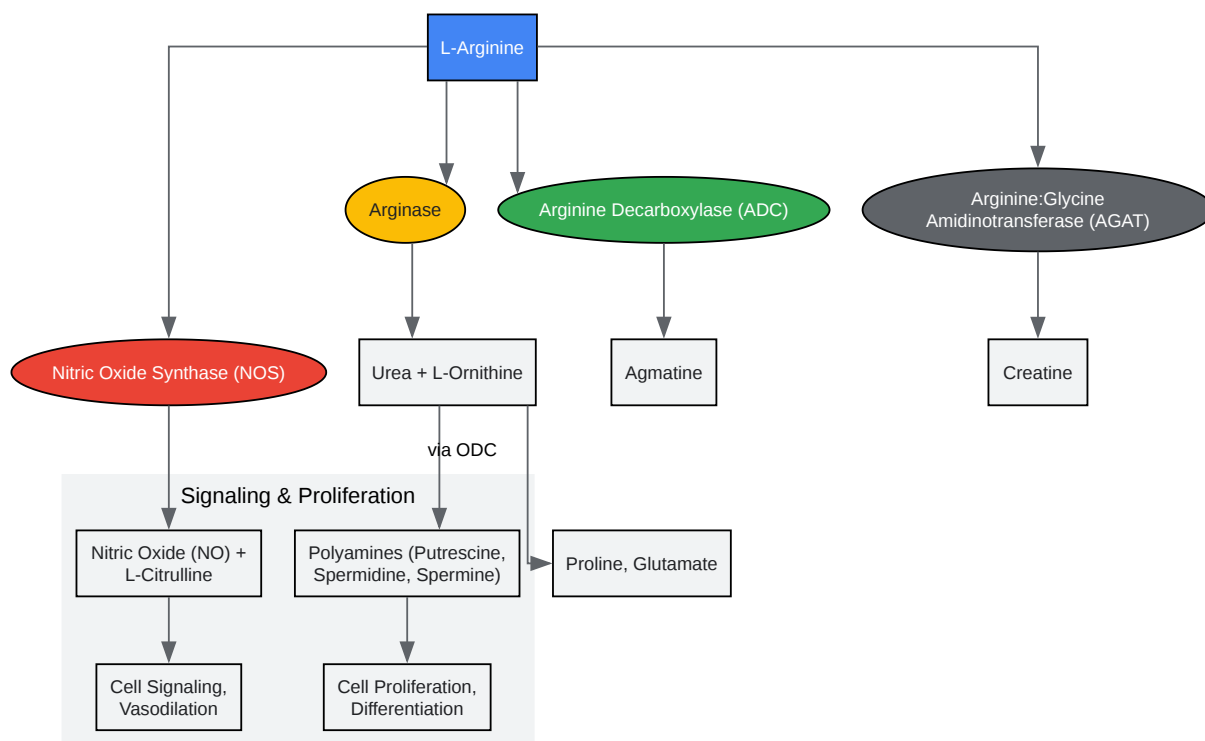 L-Arginine
Arginase
Arginine Decarboxylase (ADC)
Arginine:Glycine
Amidinotransferase (AGAT)
Nitric Oxide Synthase (NOS)
Urea + L-Ornithine
Agmatine
Creatine
via ODC
Signaling & Proliferation
Nitric Oxide (NO) +
L-Citrulline
Polyamines (Putrescine,
Spermidine, Spermine)
Proline, Glutamate
Cell Signaling,
Vasodilation
Cell Proliferation,
Differentiation